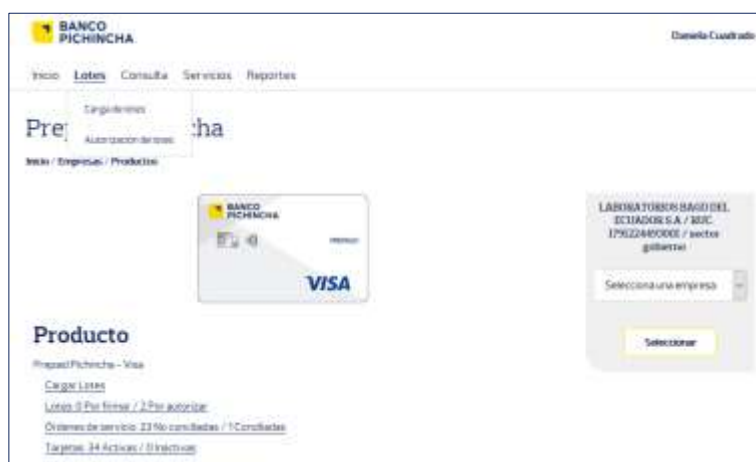 BANCO
PICHINCHA
Daniela Cuadrado
Inicio Lotes Consulta Servicios Reportes
Carga de lotes
Prep cha
Autorización de lotes
Inicio / Empresas / Productos
BANCO
PICHINCHA
PREPAGO
VISA
LABORATORIOS BAGO DEL
ECUADOR S.A / RUC
/ sector
gobierno
Selecciona una empresa
Seleccionar
Producto
Prepaid Pichincha - Visa
Cargar Lotes
Lotes: 0 Por firmar / 2 Por autorizar
Órdenes de servicio: 23 No conciliadas / 1 Conciliadas
Tarjetas: 34 Activas / 0 Inactivas